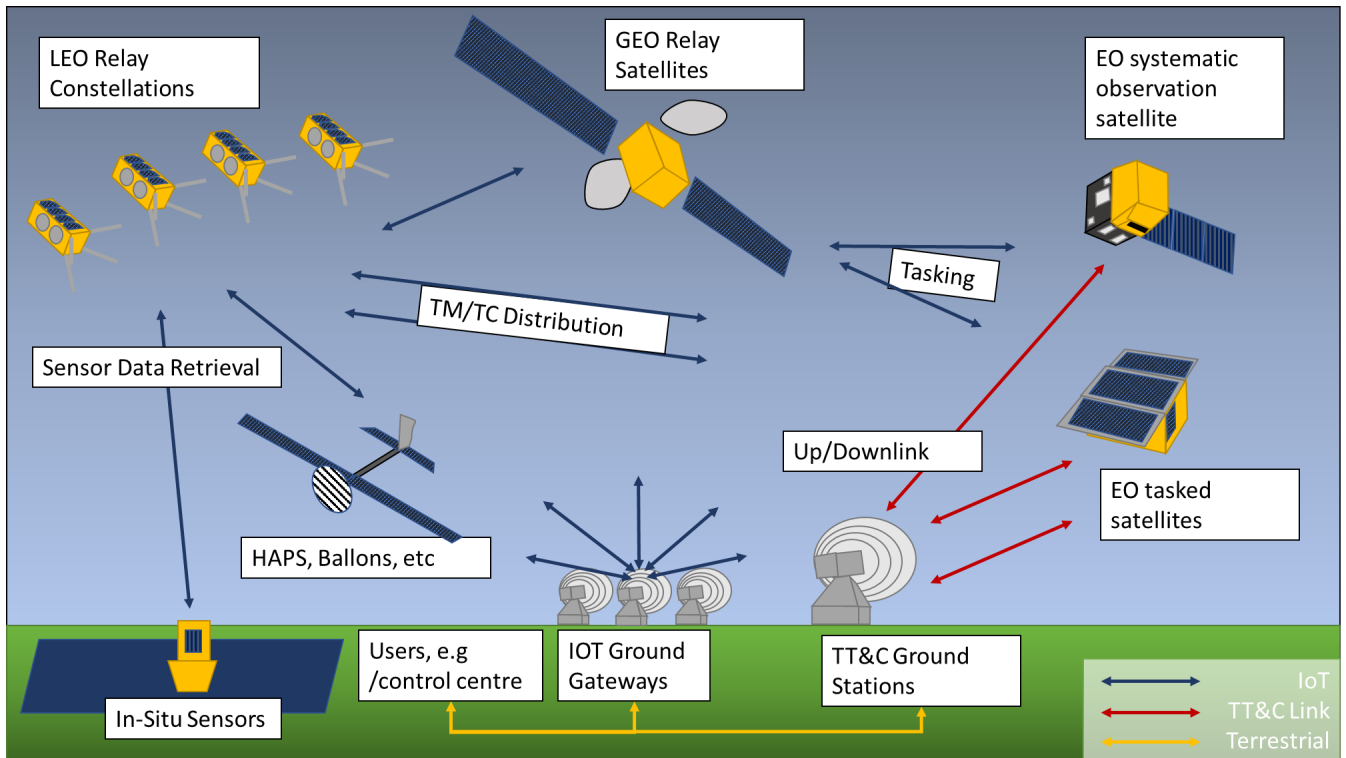 LEO Relay
Constellations
GEO Relay
Satellites
EO systematic
observation
satellite
Tasking
TM/TC Distribution
Sensor Data Retrieval
Up/Downlink
EO tasked
satellites
HAPS, Ballons, etc
Users, e.g
/control centre
IOT Ground
Gateways
TT&C Ground
Stations
In-Situ Sensors
IoT
TT&C Link
Terrestrial